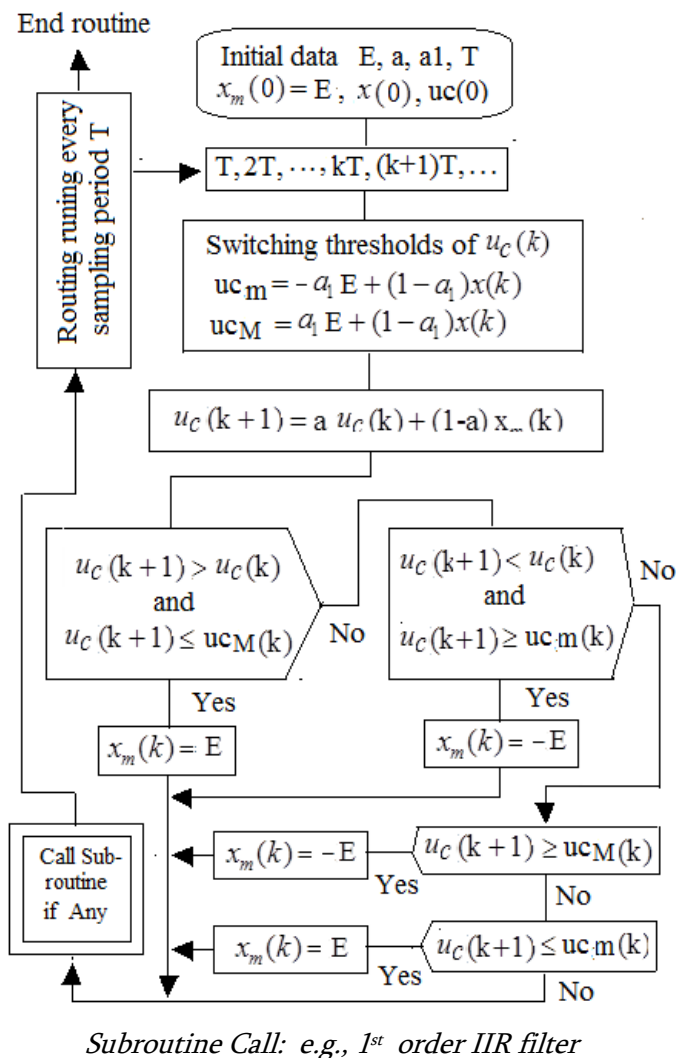 End routine
Initial data E, a, a1, T
x_m(0) = E, x(0), uc(0)
Routing runing every
sampling period T
T, 2T, ⋯, kT, (k+1)T, …
Switching thresholds of u_C(k)
uc_m = -a_1 E + (1-a_1)x(k)
uc_M = a_1 E + (1-a_1)x(k)
u_C(k+1) = a u_C(k) + (1-a) x_m(k)
u_C(k+1) > u_C(k)
and
u_C(k+1) ≤ uc_M(k)
No
Yes
x_m(k) = E
u_C(k+1) < u_C(k)
and
u_C(k+1) ≥ uc_m(k)
No
Yes
x_m(k) = -E
u_C(k+1) ≥ uc_M(k)
Yes
x_m(k) = -E
No
u_C(k+1) ≤ uc_m(k)
Yes
x_m(k) = E
No
Call Sub-
routine
if Any
Subroutine Call: e.g., 1st order IIR filter